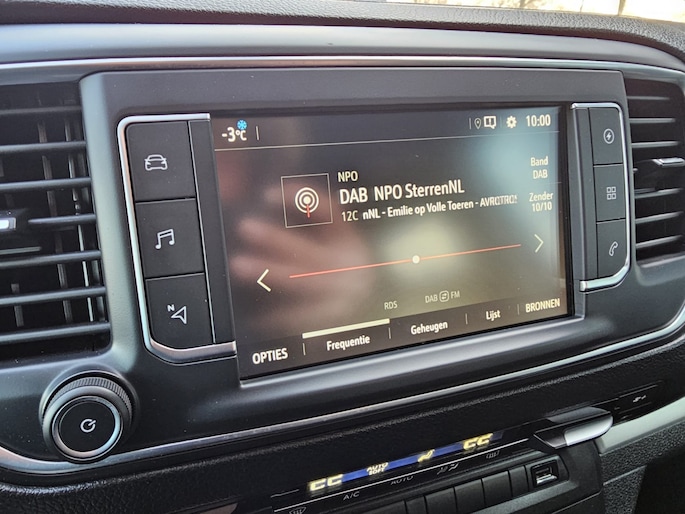 -3°C
10:00
NPO
DAB NPO SterrenNL
12C nNL - Emilie op Volle Toeren - AVROTROS
Band
DAB
Zender
10/10
RDS
DAB FM
OPTIES
Frequentie
Geheugen
Lijst
BRONNEN
N
A/C
AUTO
SOFT